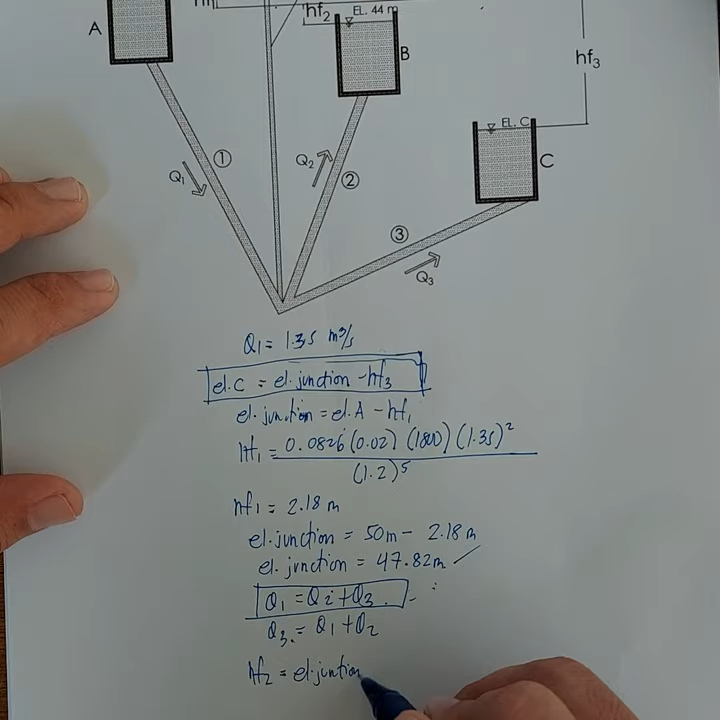 hf₂
EL. 44 m
A
B
hf₃
EL. C
C
①
Q₁
Q₂
②
③
Q₃
Q1 = 1.35 m³/s
el.C = el.junction - hf₃
el.junction = el.A - hf₁
hf₁ = 0.0826 (0.02) (1800) (1.35)²
(1.2)⁵
hf₁ = 2.18 m
el.junction = 50m - 2.18 m
el.junction = 47.82m ✓
Q₁ = Q₂ + Q₃
Q₃ = Q₁ + Q₂
hf₂ = el.junction